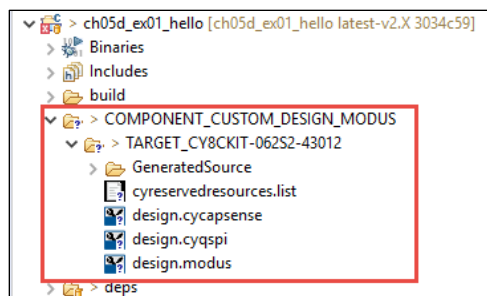 > ch05d_ex01_hello [ch05d_ex01_hello latest-v2.X 3034c59]
Binaries
Includes
build
> COMPONENT_CUSTOM_DESIGN_MODUS
> TARGET_CY8CKIT-062S2-43012
GeneratedSource
cyreservedresources.list
design.cycapsense
design.cyqspi
design.modus
> deps